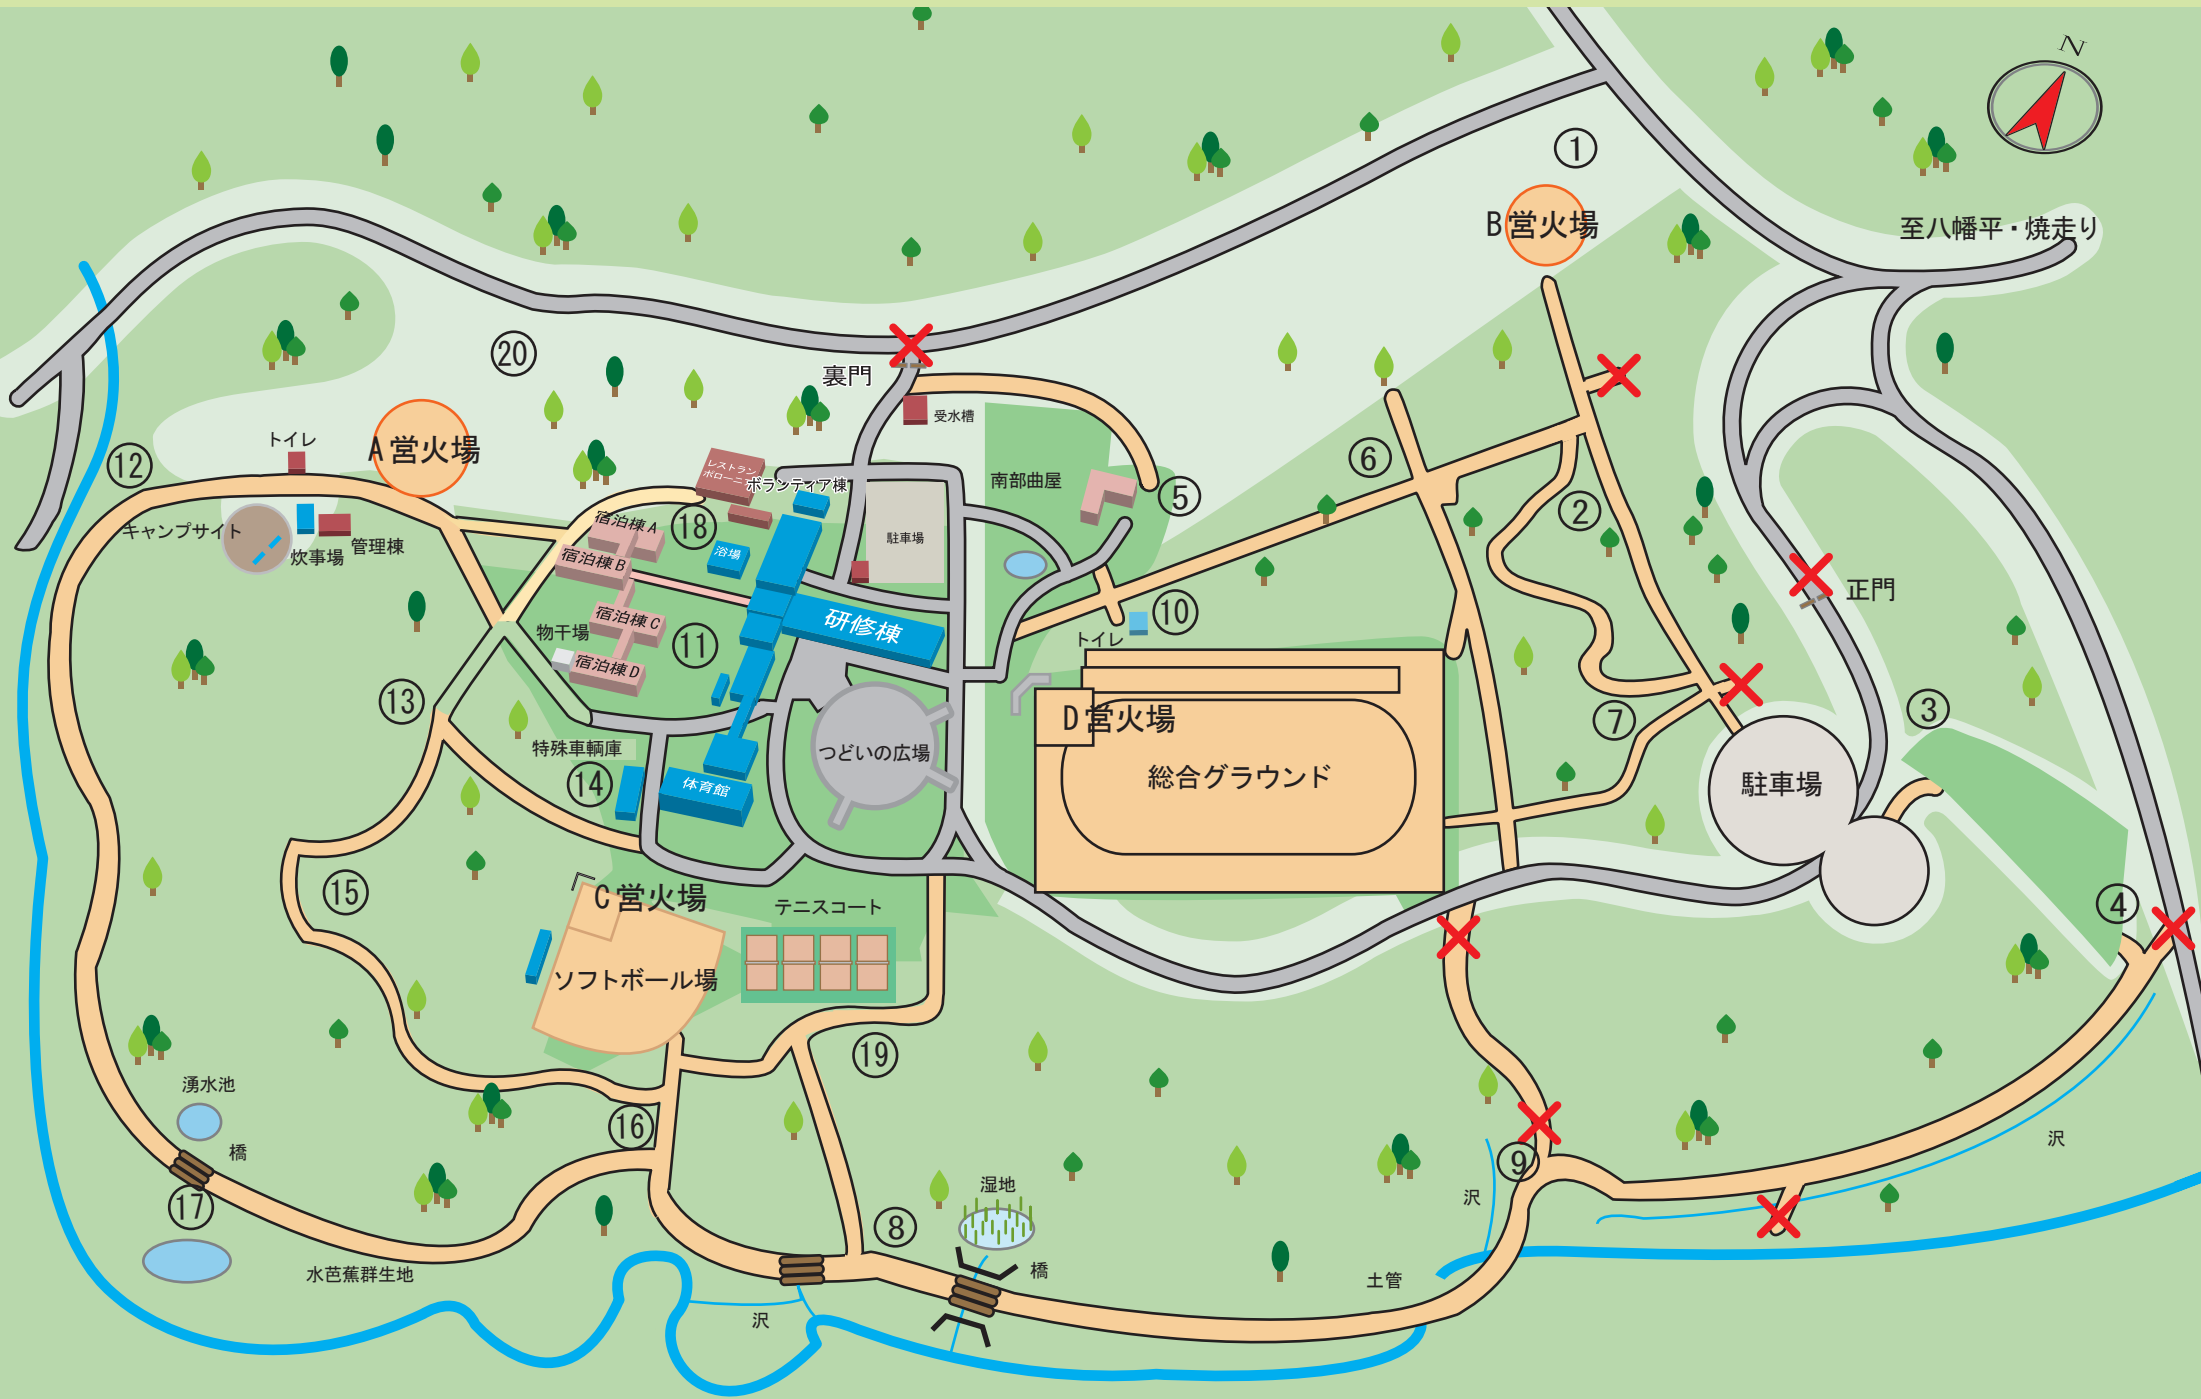 N
①
B営火場
至八幡平・焼走り
⑳
裏門
受水槽
A営火場
トイレ
⑫
キャンプサイト
炊事場
管理棟
レストラン
ポローニア
ボランティア棟
宿泊棟A
⑱
浴場
駐車場
南部曲屋
⑤
⑥
②
宿泊棟B
宿泊棟C
物干場
宿泊棟D
⑪
研修棟
トイレ
⑩
正門
⑬
特殊車輌庫
⑭
体育館
つどいの広場
D営火場
総合グラウンド
⑦
③
駐車場
⑮
C営火場
ソフトボール場
テニスコート
④
⑲
湧水池
橋
⑯
⑰
水芭蕉群生地
⑧
湿地
橋
沢
土管
沢
⑨
沢